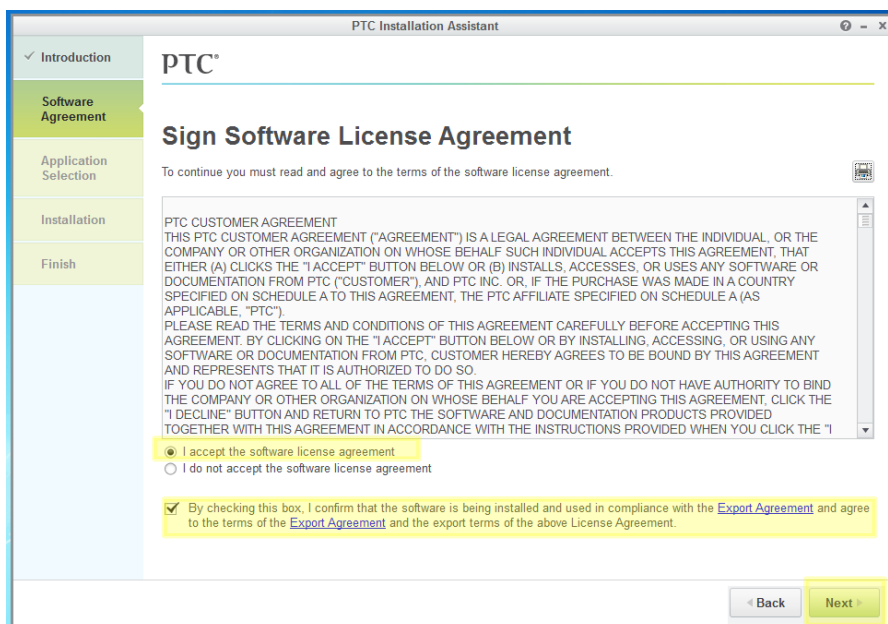 PTC Installation Assistant
Introduction
Software
Agreement
Application
Selection
Installation
Finish
PTC®
Sign Software License Agreement
To continue you must read and agree to the terms of the software license agreement.
PTC CUSTOMER AGREEMENT
THIS PTC CUSTOMER AGREEMENT ("AGREEMENT") IS A LEGAL AGREEMENT BETWEEN THE INDIVIDUAL, OR THE
COMPANY OR OTHER ORGANIZATION ON WHOSE BEHALF SUCH INDIVIDUAL ACCEPTS THIS AGREEMENT, THAT
EITHER (A) CLICKS THE "I ACCEPT" BUTTON BELOW OR (B) INSTALLS, ACCESSES, OR USES ANY SOFTWARE OR
DOCUMENTATION FROM PTC ("CUSTOMER"), AND PTC INC. OR, IF THE PURCHASE WAS MADE IN A COUNTRY
SPECIFIED ON SCHEDULE A TO THIS AGREEMENT, THE PTC AFFILIATE SPECIFIED ON SCHEDULE A (AS
APPLICABLE, "PTC").
PLEASE READ THE TERMS AND CONDITIONS OF THIS AGREEMENT CAREFULLY BEFORE ACCEPTING THIS
AGREEMENT. BY CLICKING ON THE "I ACCEPT" BUTTON BELOW OR BY INSTALLING, ACCESSING, OR USING ANY
SOFTWARE OR DOCUMENTATION FROM PTC, CUSTOMER HEREBY AGREES TO BE BOUND BY THIS AGREEMENT
AND REPRESENTS THAT IT IS AUTHORIZED TO DO SO.
IF YOU DO NOT AGREE TO ALL OF THE TERMS OF THIS AGREEMENT OR IF YOU DO NOT HAVE AUTHORITY TO BIND
THE COMPANY OR OTHER ORGANIZATION ON WHOSE BEHALF YOU ARE ACCEPTING THIS AGREEMENT, CLICK THE
"I DECLINE" BUTTON AND RETURN TO PTC THE SOFTWARE AND DOCUMENTATION PRODUCTS PROVIDED
TOGETHER WITH THIS AGREEMENT IN ACCORDANCE WITH THE INSTRUCTIONS PROVIDED WHEN YOU CLICK THE "I
I accept the software license agreement
I do not accept the software license agreement
By checking this box, I confirm that the software is being installed and used in compliance with the Export Agreement and agree
to the terms of the Export Agreement and the export terms of the above License Agreement.
Back
Next